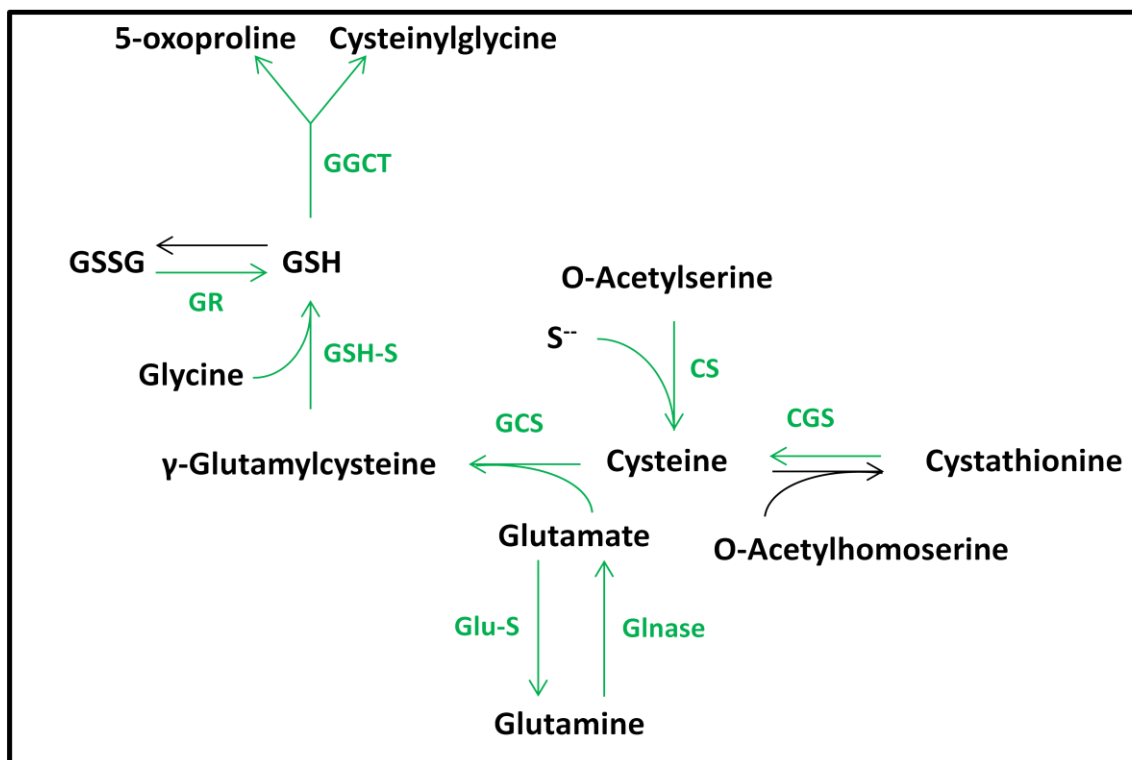 5-oxoproline Cysteinylglycine
GGCT
GSSG GSH
GR
O-Acetylserine
S--
GSH-S
Glycine
CS
GCS
CGS
γ-Glutamylcysteine Cysteine Cystathionine
Glutamate
O-Acetylhomoserine
Glu-S Glnase
Glutamine